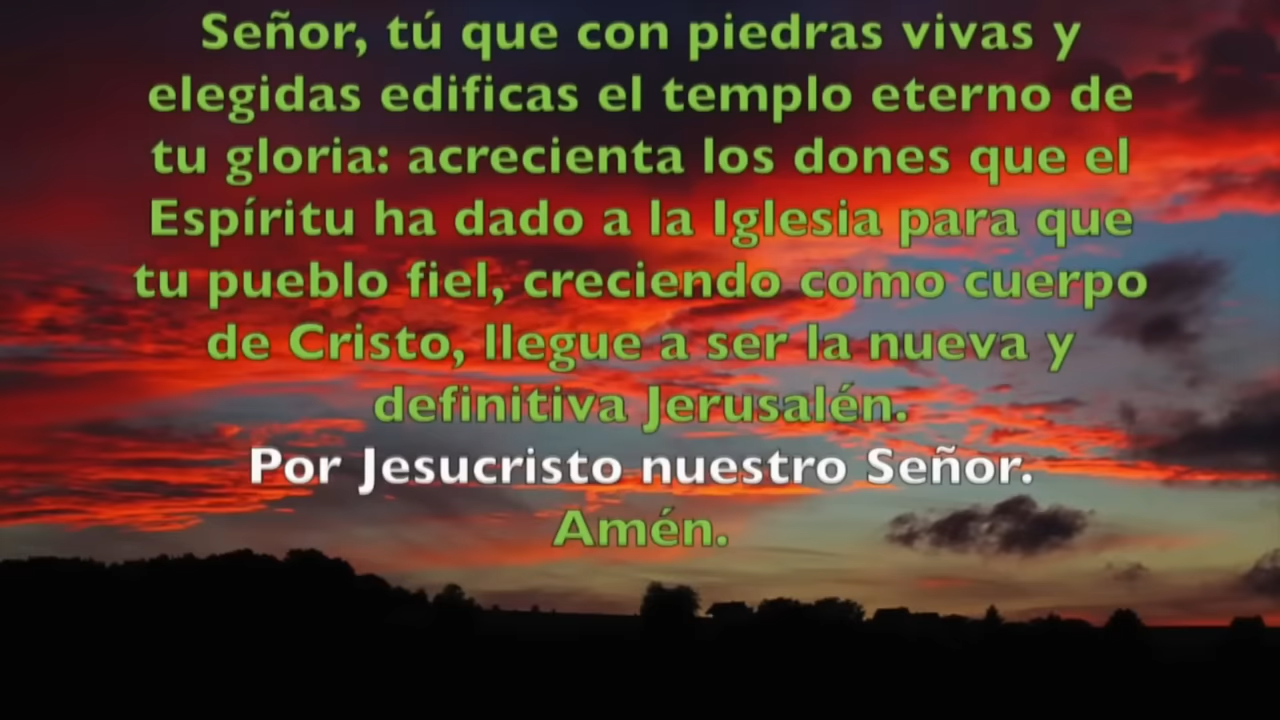 Señor, tú que con piedras vivas y
elegidas edificas el templo eterno de
tu gloria: acrecienta los dones que el
Espíritu ha dado a la Iglesia para que
tu pueblo fiel, creciendo como cuerpo
de Cristo, llegue a ser la nueva y
definitiva Jerusalén.
Por Jesucristo nuestro Señor.
Amén.